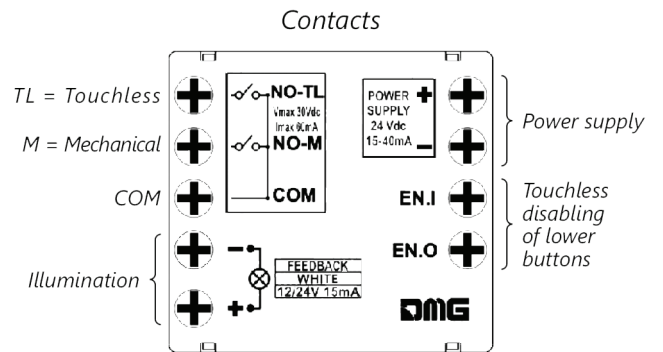 Contacts
TL = Touchless
M = Mechanical
COM
Illumination
NO-TL
Vmax 30Vdc
Imax 60mA
NO-M
COM
FEEDBACK
WHITE
12/24V 15mA
POWER +
SUPPLY
24 Vdc
15-40mA -
EN.I
EN.O
DMG
Power supply
Touchless
disabling
of lower
buttons